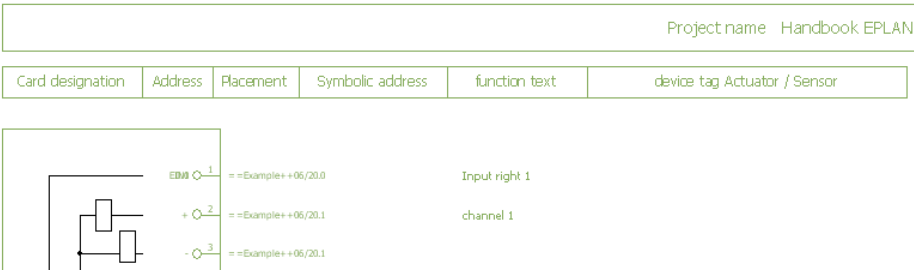 Project name Handbook EPLAN
Card designation Address Placement Symbolic address function text device tag Actuator / Sensor
1 ==Example++06/20.0 Input right 1
+ 2 ==Example++06/20.1 channel 1
- 3 ==Example++06/20.1